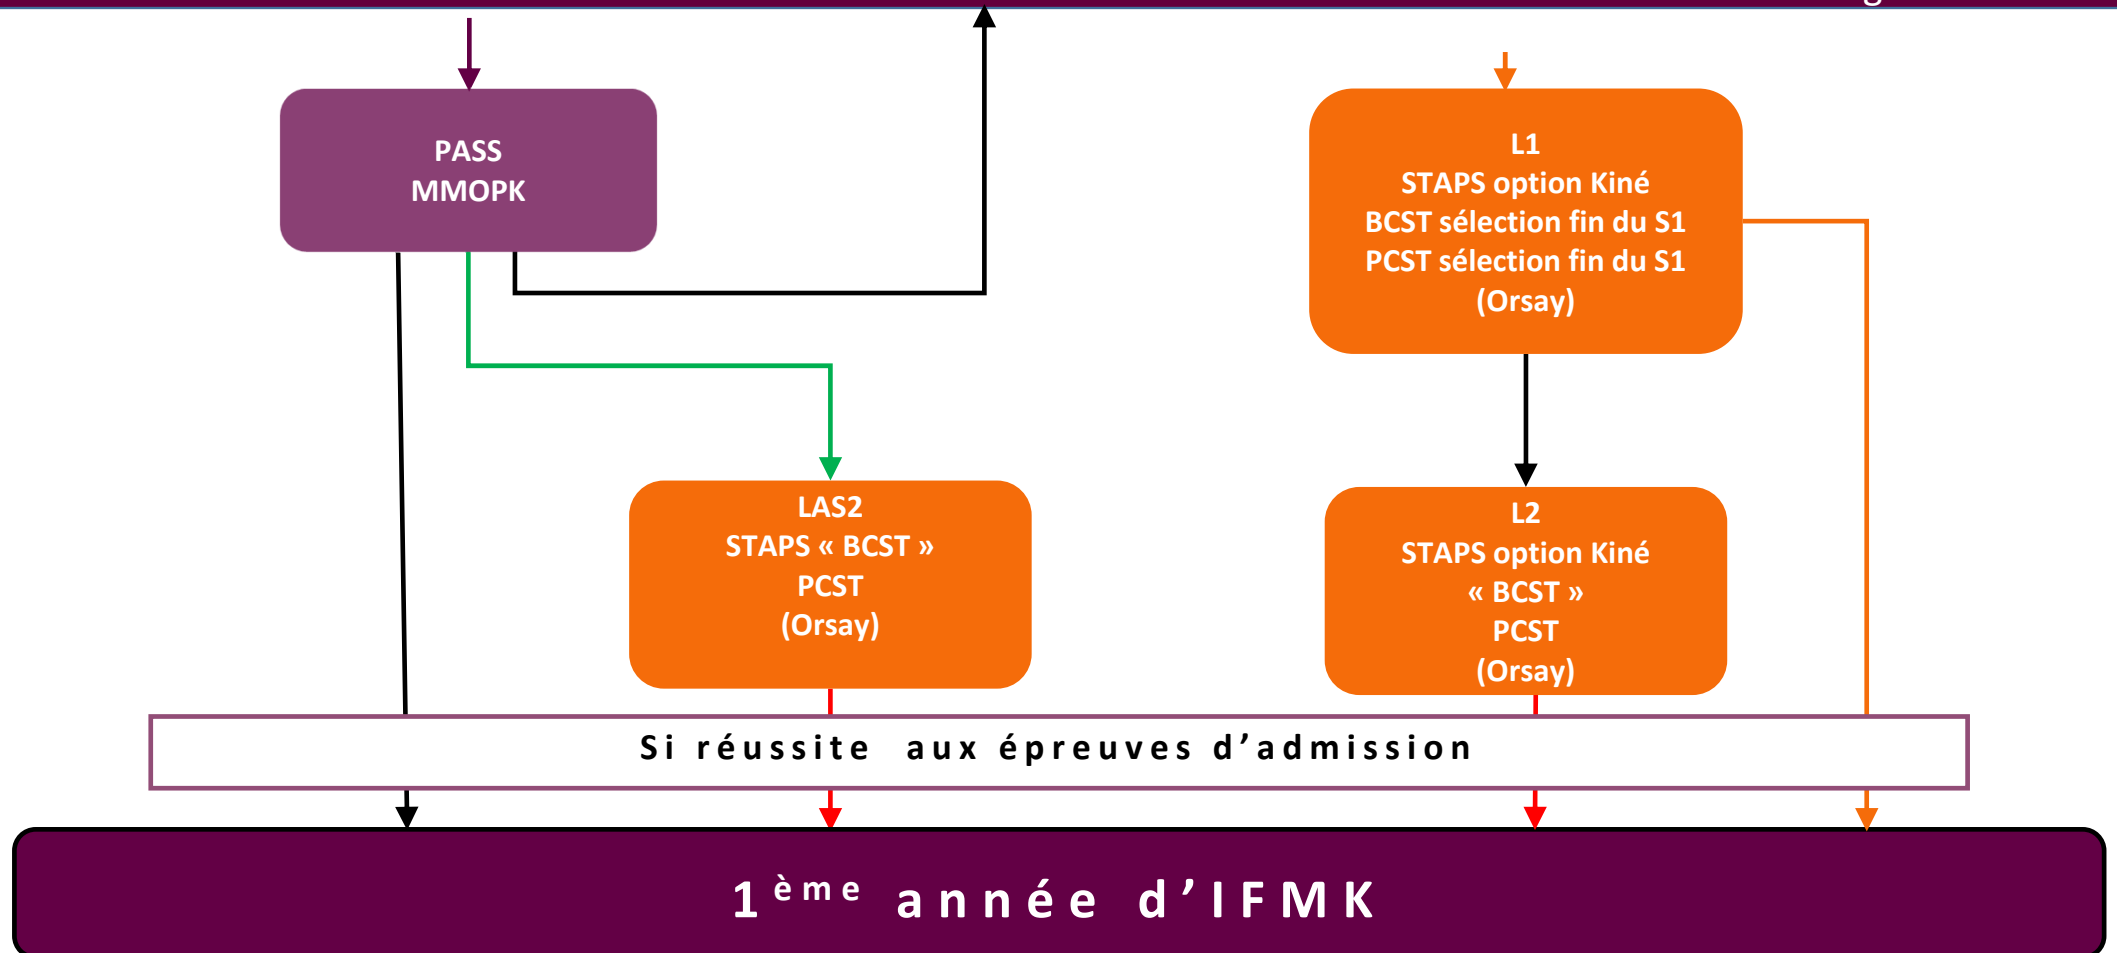 PASS
MMOPK
L1
STAPS option Kiné
BCST sélection fin du S1
PCST sélection fin du S1
(Orsay)
LAS2
STAPS « BCST »
PCST
(Orsay)
L2
STAPS option Kiné
« BCST »
PCST
(Orsay)
Si réussite aux épreuves d’admission
1ème année d’IFMK